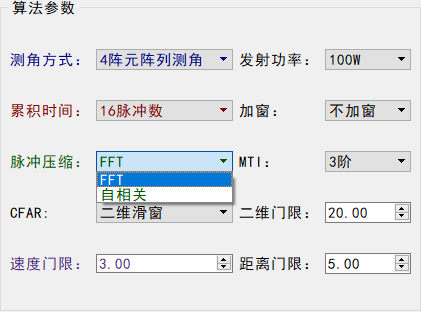 算法参数
测角方式： 4阵元阵列测角 发射功率： 100W
累积时间： 16脉冲数 加窗： 不加窗
脉冲压缩： FFT MTI： 3阶
FFT
自相关
CFAR: 二维滑窗 二维门限： 20.00
速度门限： 3.00 距离门限： 5.00